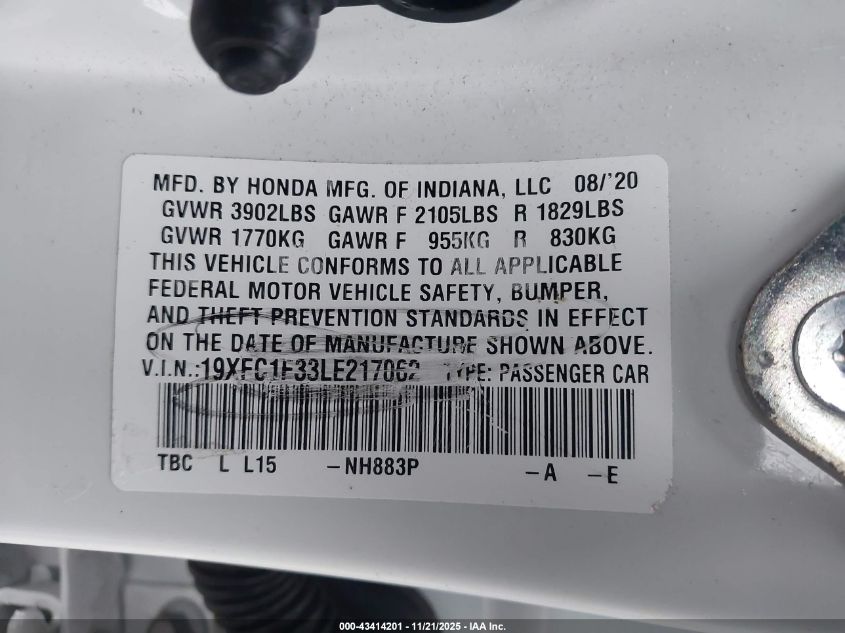 MFD. BY HONDA MFG. OF INDIANA, LLC 08/'20
GVWR 3902LBS GAWR F 2105LBS R 1829LBS
GVWR 1770KG GAWR F 955KG R 830KG
THIS VEHICLE CONFORMS TO ALL APPLICABLE
FEDERAL MOTOR VEHICLE SAFETY, BUMPER,
AND THEFT PREVENTION STANDARDS IN EFFECT
ON THE DATE OF MANUFACTURE SHOWN ABOVE.
V.I.N.:19XFC1F33LE217062 TYPE: PASSENGER CAR
TBC L L15 -NH883P -A -E
000-43414201 - 11/21/2025 - IAA Inc.